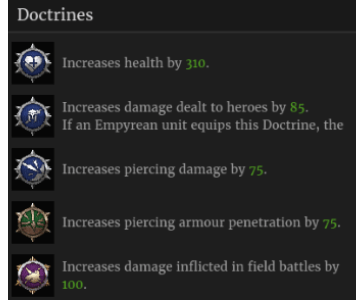 Doctrines
Increases health by 310.
Increases damage dealt to heroes by 85.
If an Empyrean unit equips this Doctrine, the
Increases piercing damage by 75.
Increases piercing armour penetration by 75.
Increases damage inflicted in field battles by
100.